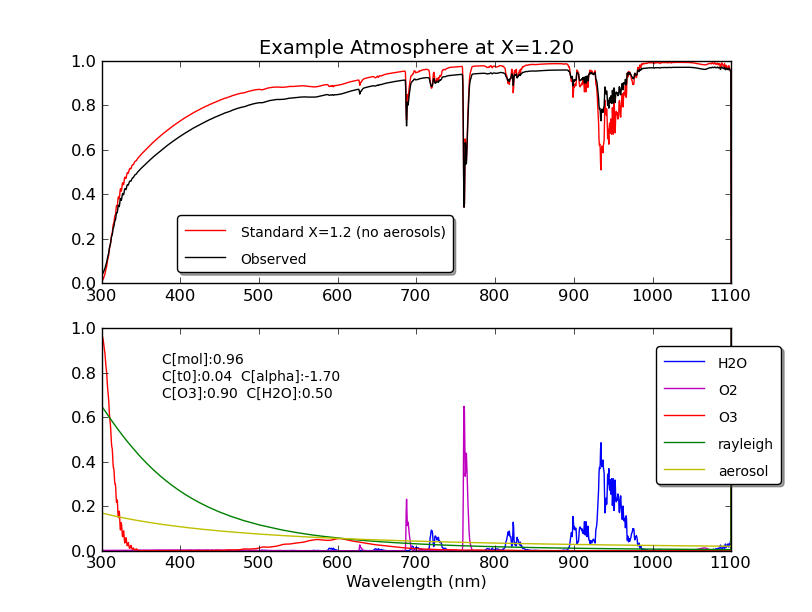 Example Atmosphere at X=1.20
1.0
0.8
0.6
0.4
0.2
0.0
Standard X=1.2 (no aerosols)
Observed
300 400 500 600 700 800 900 1000 1100
1.0
0.8
0.6
0.4
0.2
0.0
C[mol]:0.96
C[t0]:0.04 C[alpha]:-1.70
C[O3]:0.90 C[H2O]:0.50
H2O
O2
O3
rayleigh
aerosol
300 400 500 600 700 800 900 1000 1100
Wavelength (nm)